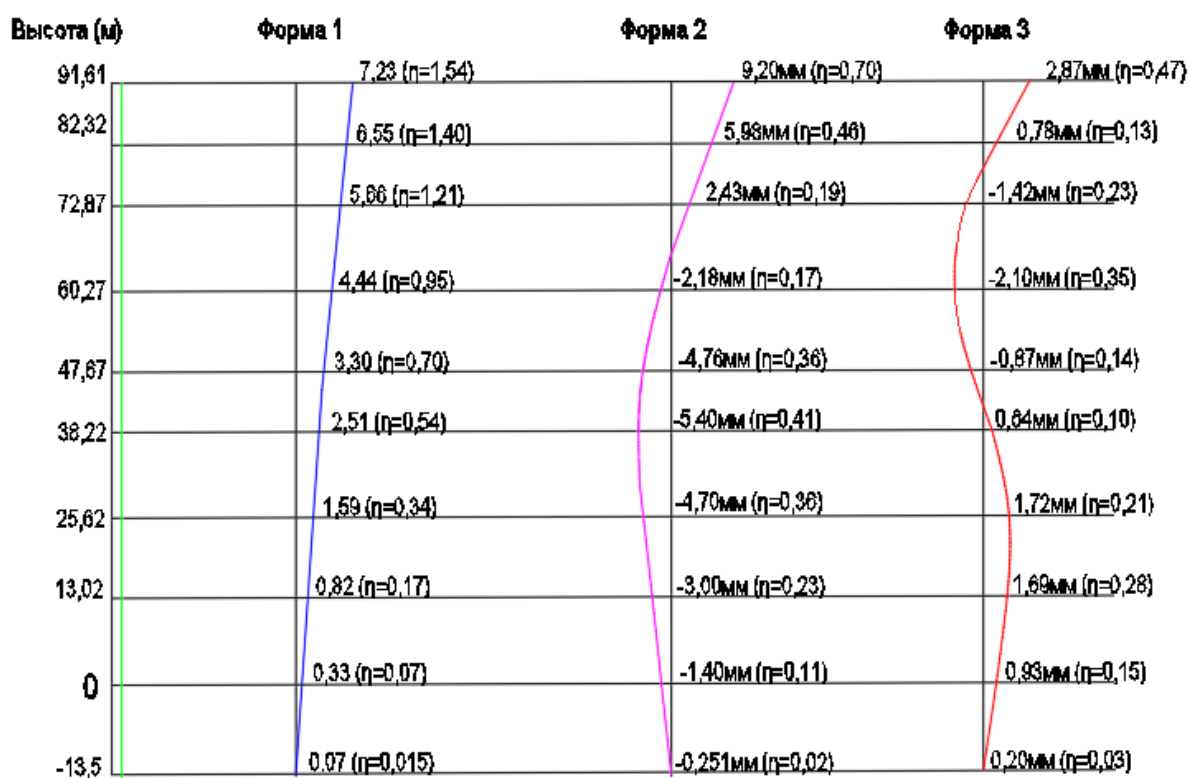 Высота (м) Форма 1 Форма 2 Форма 3
91,61 7,23 (η=1,54) 9,20мм (η=0,70) 2,87мм (η=0,47)
82,32 6,55 (η=1,40) 5,98мм (η=0,46) 0,78мм (η=0,13)
72,87 5,66 (η=1,21) 2,43мм (η=0,19) -1,42мм (η=0,23)
60,27 4,44 (η=0,95) -2,18мм (η=0,17) -2,10мм (η=0,35)
47,67 3,30 (η=0,70) -4,76мм (η=0,36) -0,87мм (η=0,14)
38,22 2,51 (η=0,54) -5,40мм (η=0,41) 0,64мм (η=0,10)
25,62 1,59 (η=0,34) -4,70мм (η=0,36) 1,72мм (η=0,21)
13,02 0,82 (η=0,17) -3,00мм (η=0,23) 1,69мм (η=0,28)
0 0,33 (η=0,07) -1,40мм (η=0,11) 0,93мм (η=0,15)
-13,5 0,07 (η=0,015) -0,251мм (η=0,02) 0,20мм (η=0,03)